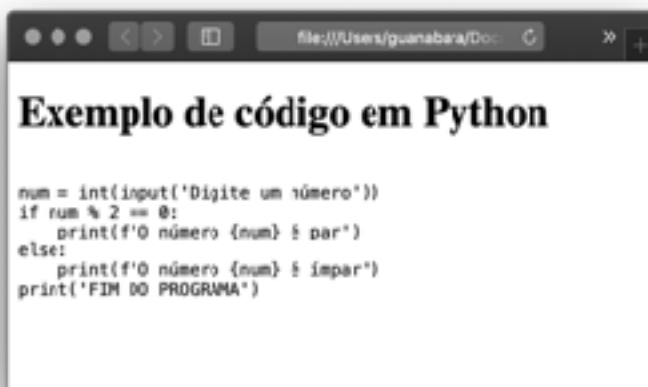 file:///Users/guanabara/Doc
Exemplo de código em Python
num = int(input('Digite um número'))
if num % 2 == 0:
    print(f'O número {num} é par')
else:
    print(f'O número {num} é ímpar')
print('FIM DO PROGRAMA')